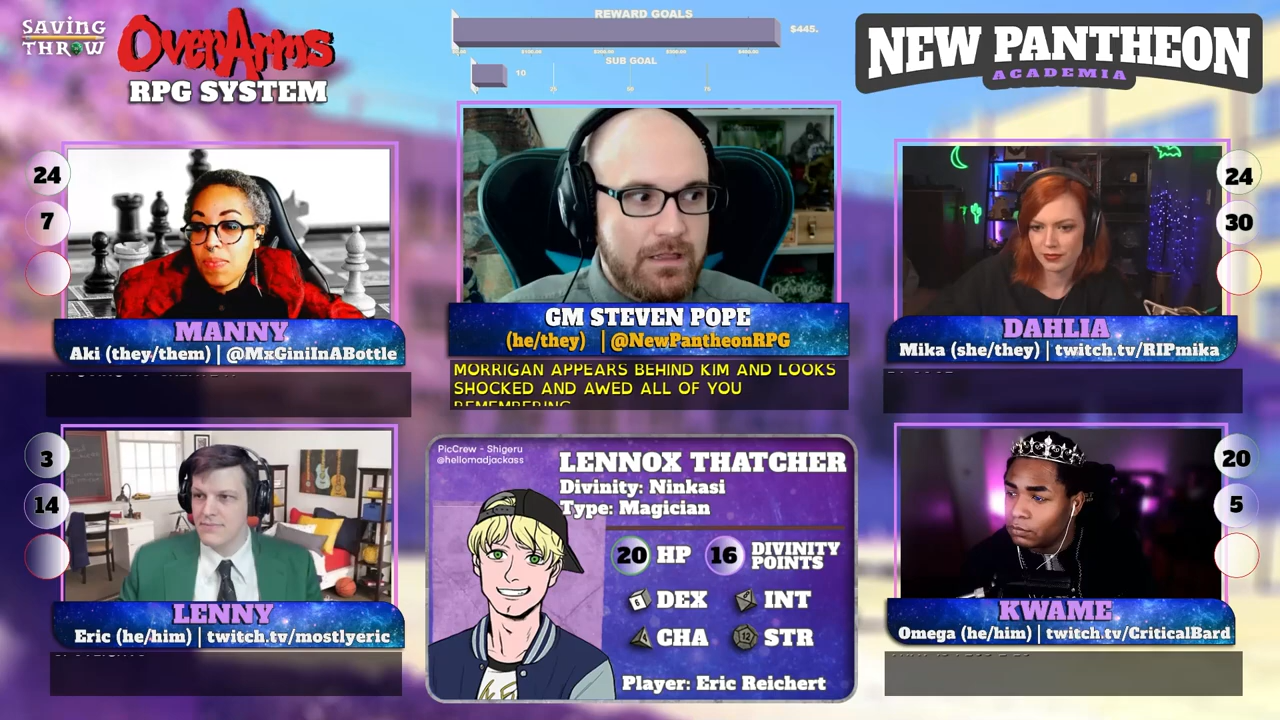 SAVING THROW
OverArms
RPG SYSTEM
REWARD GOALS
$445.
SUB GOAL
10
NEW PANTHEON
ACADEMIA
24
7
24
30
MANNY
Aki (they/them) | @MxGiniInABottle
GM STEVEN POPE
(he/they) | @NewPantheonRPG
MORRIGAN APPEARS BEHIND KIM AND LOOKS
SHOCKED AND AWED ALL OF YOU
REMEMBERING
DAHLIA
Mika (she/they) | twitch.tv/RIPmika
3
14
LENNY
Eric (he/him) | twitch.tv/mostlyeric
PicCrew - Shigeru
@hellomadjackass
LENNOX THATCHER
Divinity: Ninkasi
Type: Magician
20 HP 16 DIVINITY POINTS
DEX INT
CHA 12 STR
Player: Eric Reichert
20
5
KWAME
Omega (he/him) | twitch.tv/CriticalBard